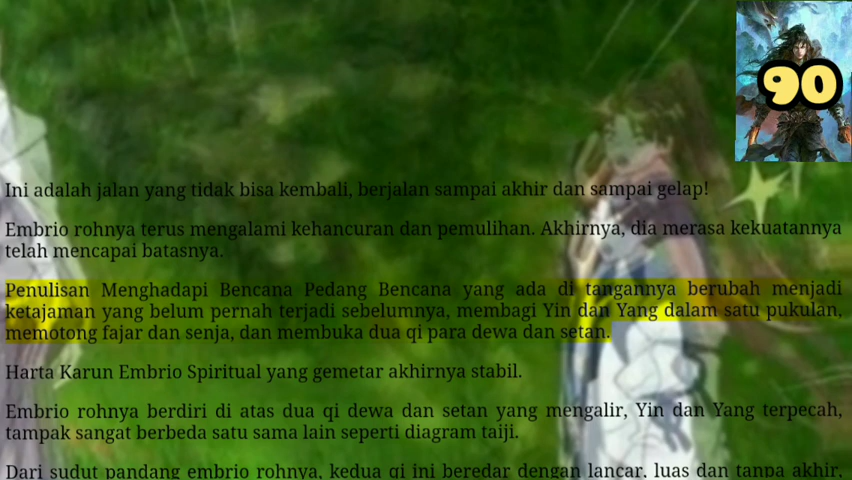 90
Ini adalah jalan yang tidak bisa kembali, berjalan sampai akhir dan sampai gelap!
Embrio rohnya terus mengalami kehancuran dan pemulihan. Akhirnya, dia merasa kekuatannya
telah mencapai batasnya.
Penulisan Menghadapi Bencana Pedang Bencana yang ada di tangannya berubah menjadi
ketajaman yang belum pernah terjadi sebelumnya, membagi Yin dan Yang dalam satu pukulan,
memotong fajar dan senja, dan membuka dua qi para dewa dan setan.
Harta Karun Embrio Spiritual yang gemetar akhirnya stabil.
Embrio rohnya berdiri di atas dua qi dewa dan setan yang mengalir, Yin dan Yang terpecah,
tampak sangat berbeda satu sama lain seperti diagram taiji.
Dari sudut pandang embrio rohnya, kedua qi ini beredar dengan lancar, luas dan tanpa akhir,